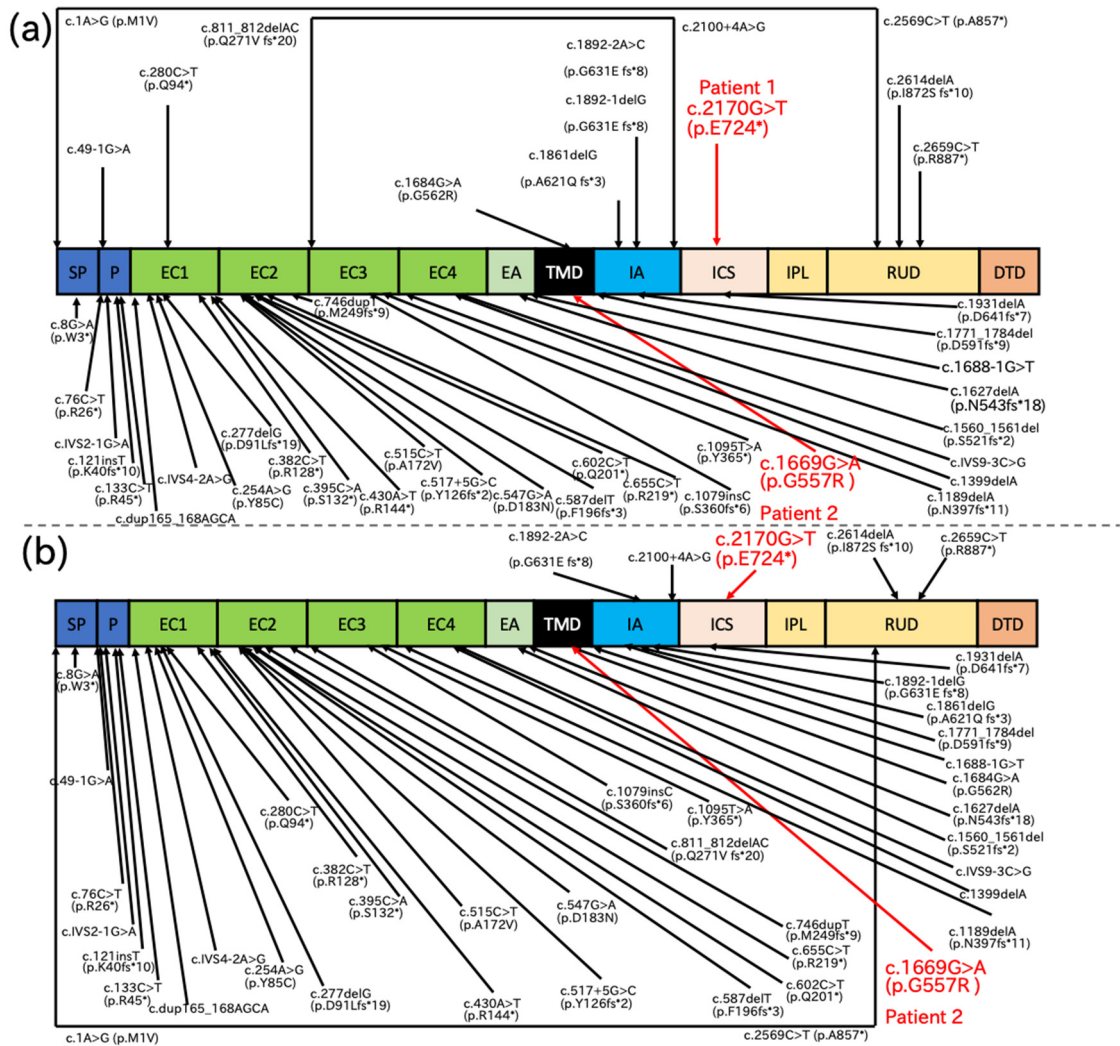 (a)
c.1A>G (p.M1V)
c.811_812delAC
(p.Q271V fs*20)
c.2100+4A>G
c.2569C>T (p.A857*)
c.280C>T
(p.Q94*)
c.1892-2A>C
(p.G631E fs*8)
c.1892-1delG
(p.G631E fs*8)
Patient 1
c.2170G>T
(p.E724*)
c.2614delA
(p.I872S fs*10)
c.49-1G>A
c.1861delG
(p.A621Q fs*3)
c.2659C>T
(p.R887*)
c.1684G>A
(p.G562R)
SP P EC1 EC2 EC3 EC4 EA TMD IA ICS IPL RUD DTD
c.8G>A
(p.W3*)
c.746dupT
(p.M249fs*9)
c.1931delA
(p.D641fs*7)
c.1771_1784del
(p.D591fs*9)
c.1688-1G>T
c.76C>T
(p.R26*)
c.1627delA
(p.N543fs*18)
c.1560_1561del
(p.S521fs*2)
c.IVS2-1G>A
c.277delG
(p.D91Lfs*19)
c.515C>T
(p.A172V)
c.1095T>A
(p.Y365*)
c.121insT
(p.K40fs*10)
c.382C>T
(p.R128*)
c.602C>T
(p.Q201*)
c.1669G>A
(p.G557R)
c.IVS9-3C>G
c.IVS4-2A>G
c.517+5G>C
(p.Y126fs*2)
c.655C>T
(p.R219*)
c.1399delA
c.133C>T
(p.R45*)
c.254A>G
(p.Y85C)
c.395C>A
(p.S132*)
c.430A>T
(p.R144*)
c.547G>A
(p.D183N)
c.587delT
(p.F196fs*3)
c.1079insC
(p.S360fs*6)
c.1189delA
(p.N397fs*11)
c.dup165_168AGCA
Patient 2
(b)
c.1892-2A>C
(p.G631E fs*8)
c.2100+4A>G
c.2170G>T
(p.E724*)
c.2614delA
(p.I872S fs*10)
c.2659C>T
(p.R887*)
SP P EC1 EC2 EC3 EC4 EA TMD IA ICS IPL RUD DTD
c.8G>A
(p.W3*)
c.1931delA
(p.D641fs*7)
c.1892-1delG
(p.G631E fs*8)
c.1861delG
(p.A621Q fs*3)
c.1771_1784del
(p.D591fs*9)
c.49-1G>A
c.1688-1G>T
c.1684G>A
(p.G562R)
c.280C>T
(p.Q94*)
c.1079insC
(p.S360fs*6)
c.1095T>A
(p.Y365*)
c.1627delA
(p.N543fs*18)
c.1560_1561del
(p.S521fs*2)
c.811_812delAC
(p.Q271V fs*20)
c.382C>T
(p.R128*)
c.IVS9-3C>G
c.76C>T
(p.R26*)
c.395C>A
(p.S132*)
c.1399delA
c.515C>T
(p.A172V)
c.547G>A
(p.D183N)
c.746dupT
(p.M249fs*9)
c.1189delA
(p.N397fs*11)
c.IVS2-1G>A
c.121insT
(p.K40fs*10)
c.IVS4-2A>G
c.254A>G
(p.Y85C)
c.655C>T
(p.R219*)
c.1669G>A
(p.G557R)
c.133C>T
(p.R45*)
c.277delG
(p.D91Lfs*19)
c.517+5G>C
(p.Y126fs*2)
c.602C>T
(p.Q201*)
c.dup165_168AGCA
c.430A>T
(p.R144*)
c.587delT
(p.F196fs*3)
Patient 2
c.1A>G (p.M1V)
c.2569C>T (p.A857*)